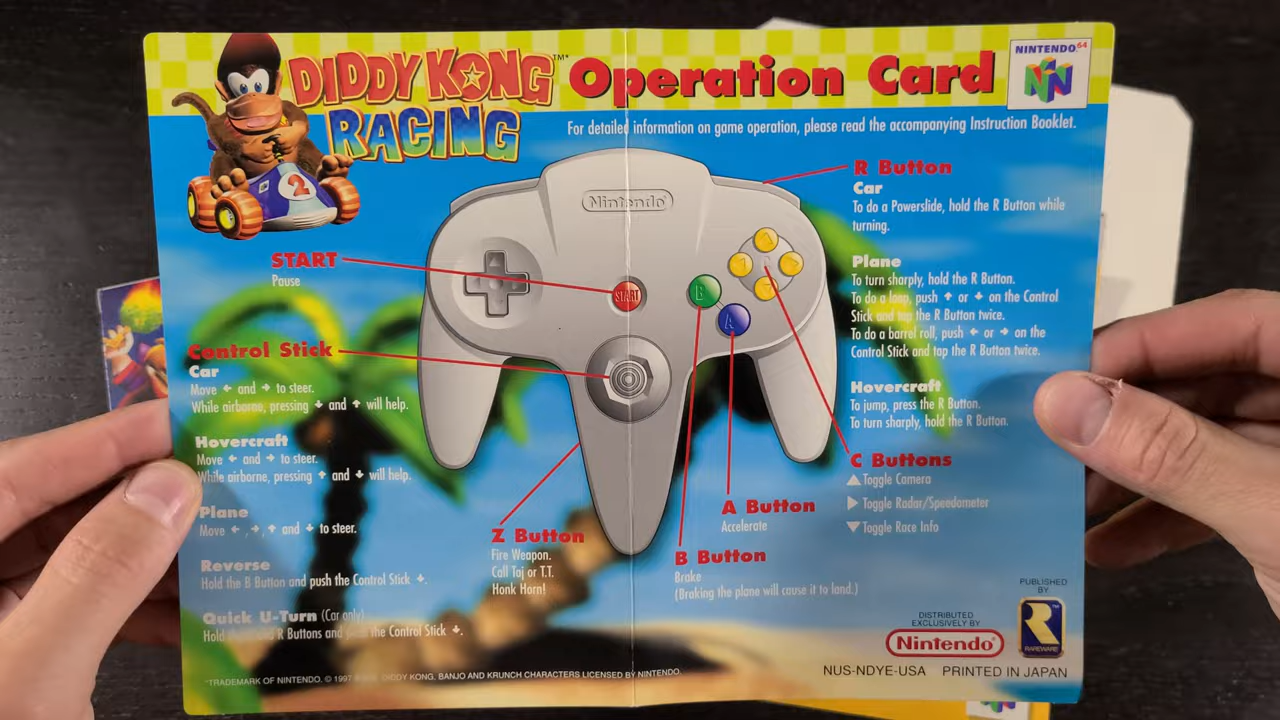 DIDDY KONG RACING™*
Operation Card
NINTENDO64
For detailed information on game operation, please read the accompanying Instruction Booklet.
2
Nintendo
START
B
A
C
START
Pause
Control Stick
Car
Move ← and → to steer.
While airborne, pressing ↓ and ↑ will help.
Hovercraft
Move ← and → to steer.
While airborne, pressing ↑ and ↓ will help.
Plane
Move ←, →, ↑ and ↓ to steer.
Reverse
Hold the B Button and push the Control Stick ↓.
Quick U-Turn (Car only)
Hold and R Buttons and the Control Stick ↓.
Z Button
Fire Weapon.
Call Taj or T.T.
Honk Horn!
A Button
Accelerate
B Button
Brake
(Braking the plane will cause it to land.)
R Button
Car
To do a Powerslide, hold the R Button while
turning.
Plane
To turn sharply, hold the R Button.
To do a loop, push ↑ or ↓ on the Control
Stick and tap the R Button twice.
To do a barrel roll, push ← or → on the
Control Stick and tap the R Button twice.
Hovercraft
To jump, press the R Button.
To turn sharply, hold the R Button.
C Buttons
▲ Toggle Camera
▶ Toggle Radar/Speedometer
▼ Toggle Race Info
PUBLISHED
BY
RAREWARE
DISTRIBUTED
EXCLUSIVELY BY
Nintendo
NUS-NDYE-USA PRINTED IN JAPAN
*TRADEMARK OF NINTENDO. © 1997 DIDDY KONG, BANJO AND KRUNCH CHARACTERS LICENSED BY NINTENDO.